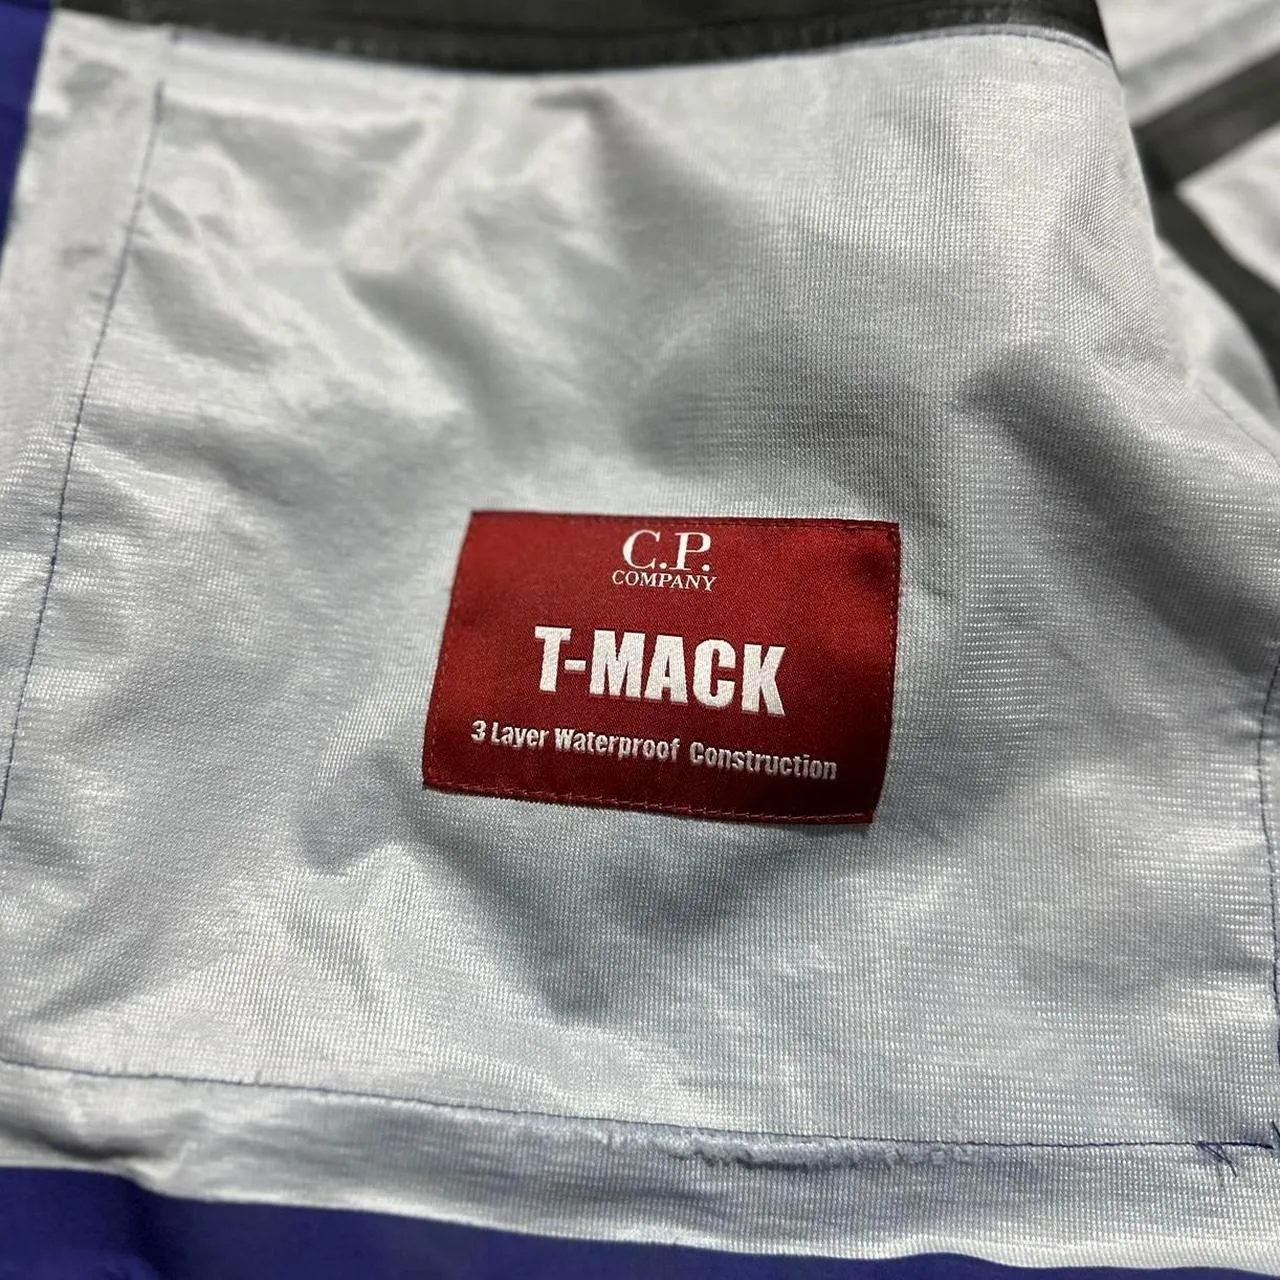 C.P.
COMPANY
T-MACK
3 Layer Waterproof Construction